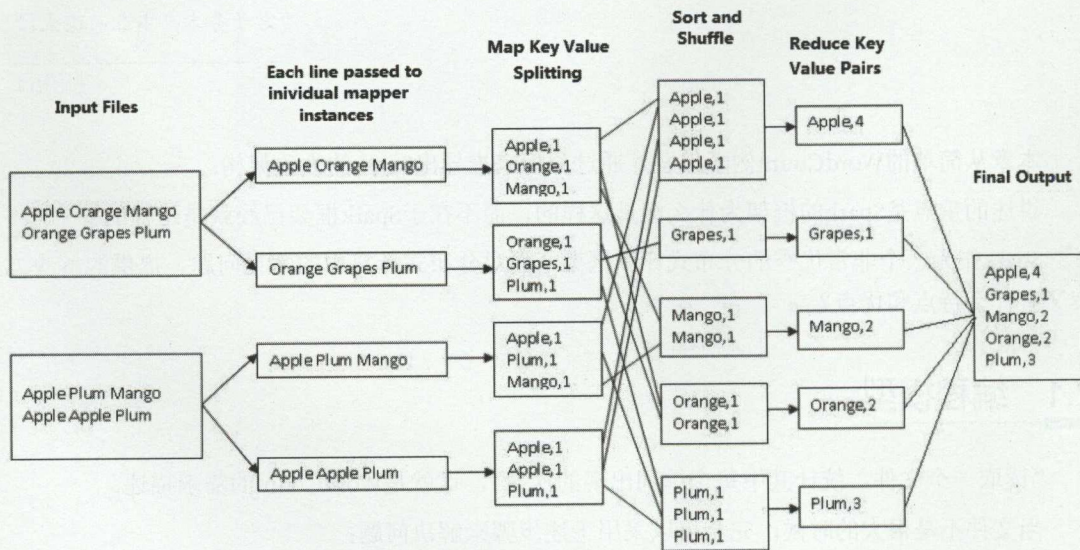 Sort and
Shuffle
Map Key Value
Splitting
Reduce Key
Value Pairs
Each line passed to
inividual mapper
instances
Input Files
Final Output
Apple Orange Mango
Orange Grapes Plum
Apple Plum Mango
Apple Apple Plum
Apple Orange Mango
Orange Grapes Plum
Apple Plum Mango
Apple Apple Plum
Apple,1
Orange,1
Mango,1
Orange,1
Grapes,1
Plum,1
Apple,1
Plum,1
Mango,1
Apple,1
Apple,1
Plum,1
Apple,1
Apple,1
Apple,1
Apple,1
Grapes,1
Mango,1
Mango,1
Orange,1
Orange,1
Plum,1
Plum,1
Plum,1
Apple,4
Grapes,1
Mango,2
Orange,2
Plum,3
Apple,4
Grapes,1
Mango,2
Orange,2
Plum,3